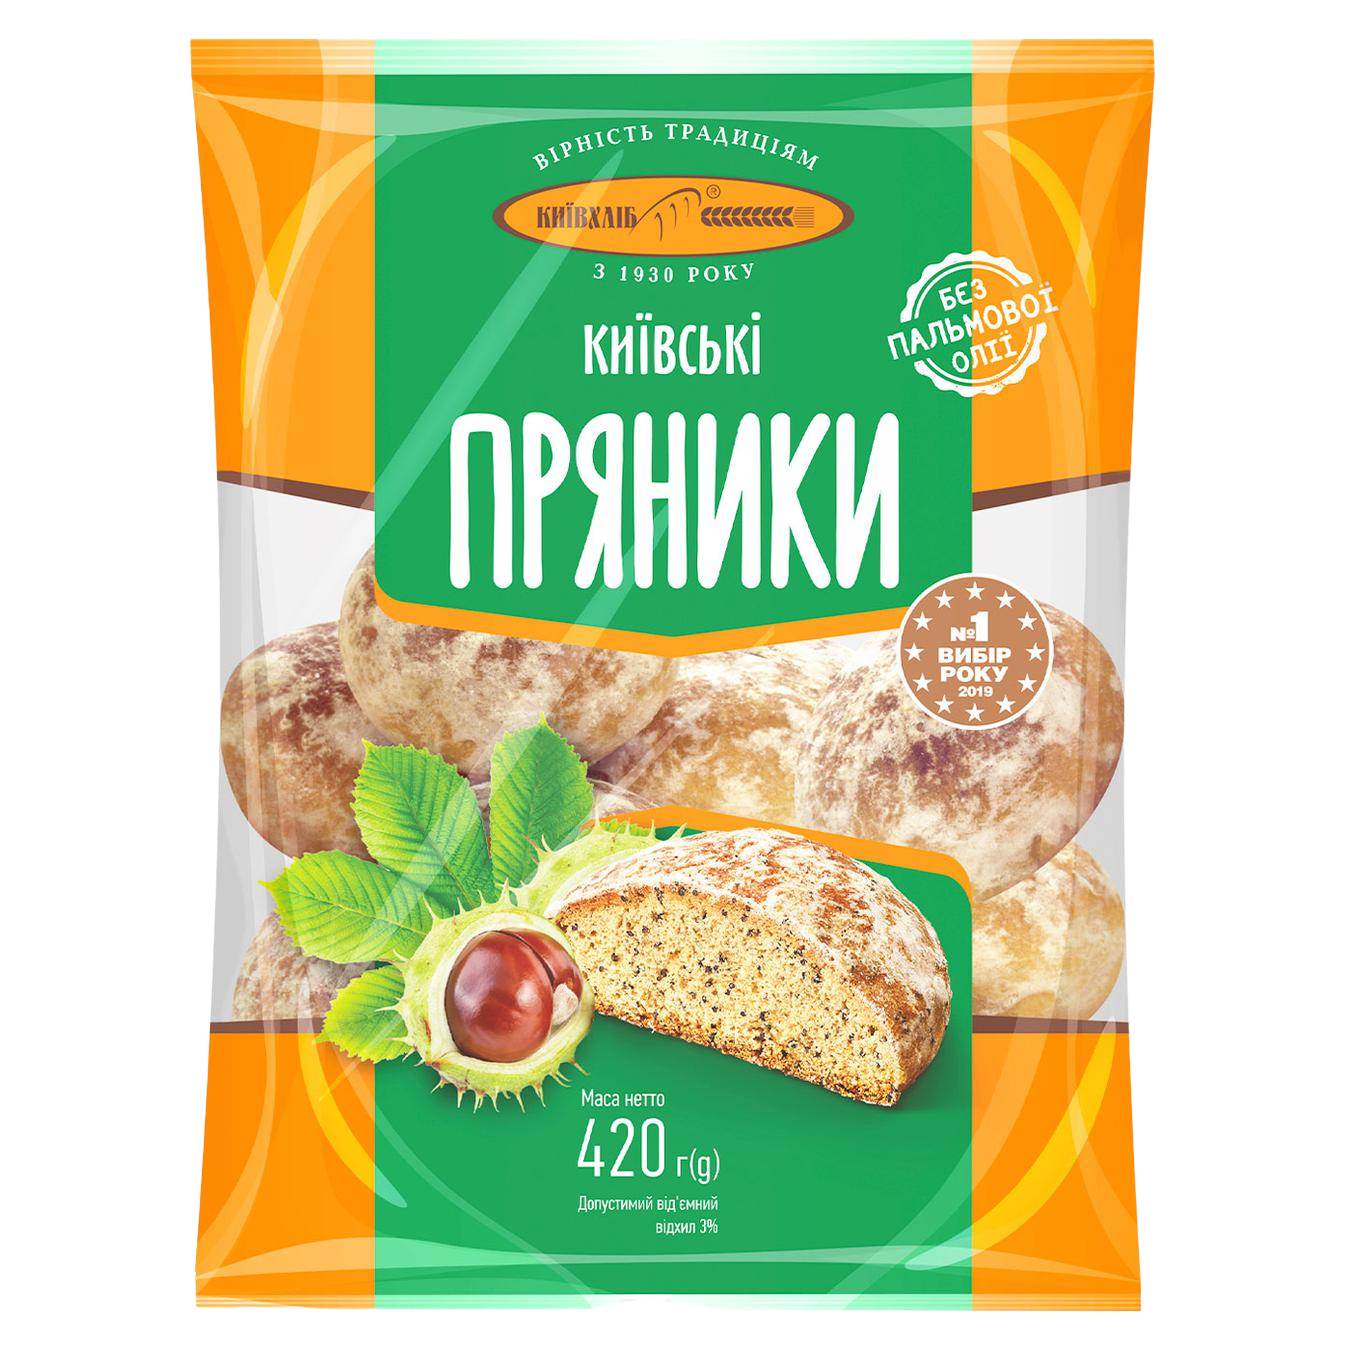 ВІРНІСТЬ ТРАДИЦІЯМ
КИЇВХЛІБ ®
З 1930 РОКУ
БЕЗ
ПАЛЬМОВОЇ
ОЛІЇ
КИЇВСЬКІ
ПРЯНИКИ
№1
ВИБІР
РОКУ
2019
Маса нетто
420 г(g)
Допустимий від'ємний
відхил 3%